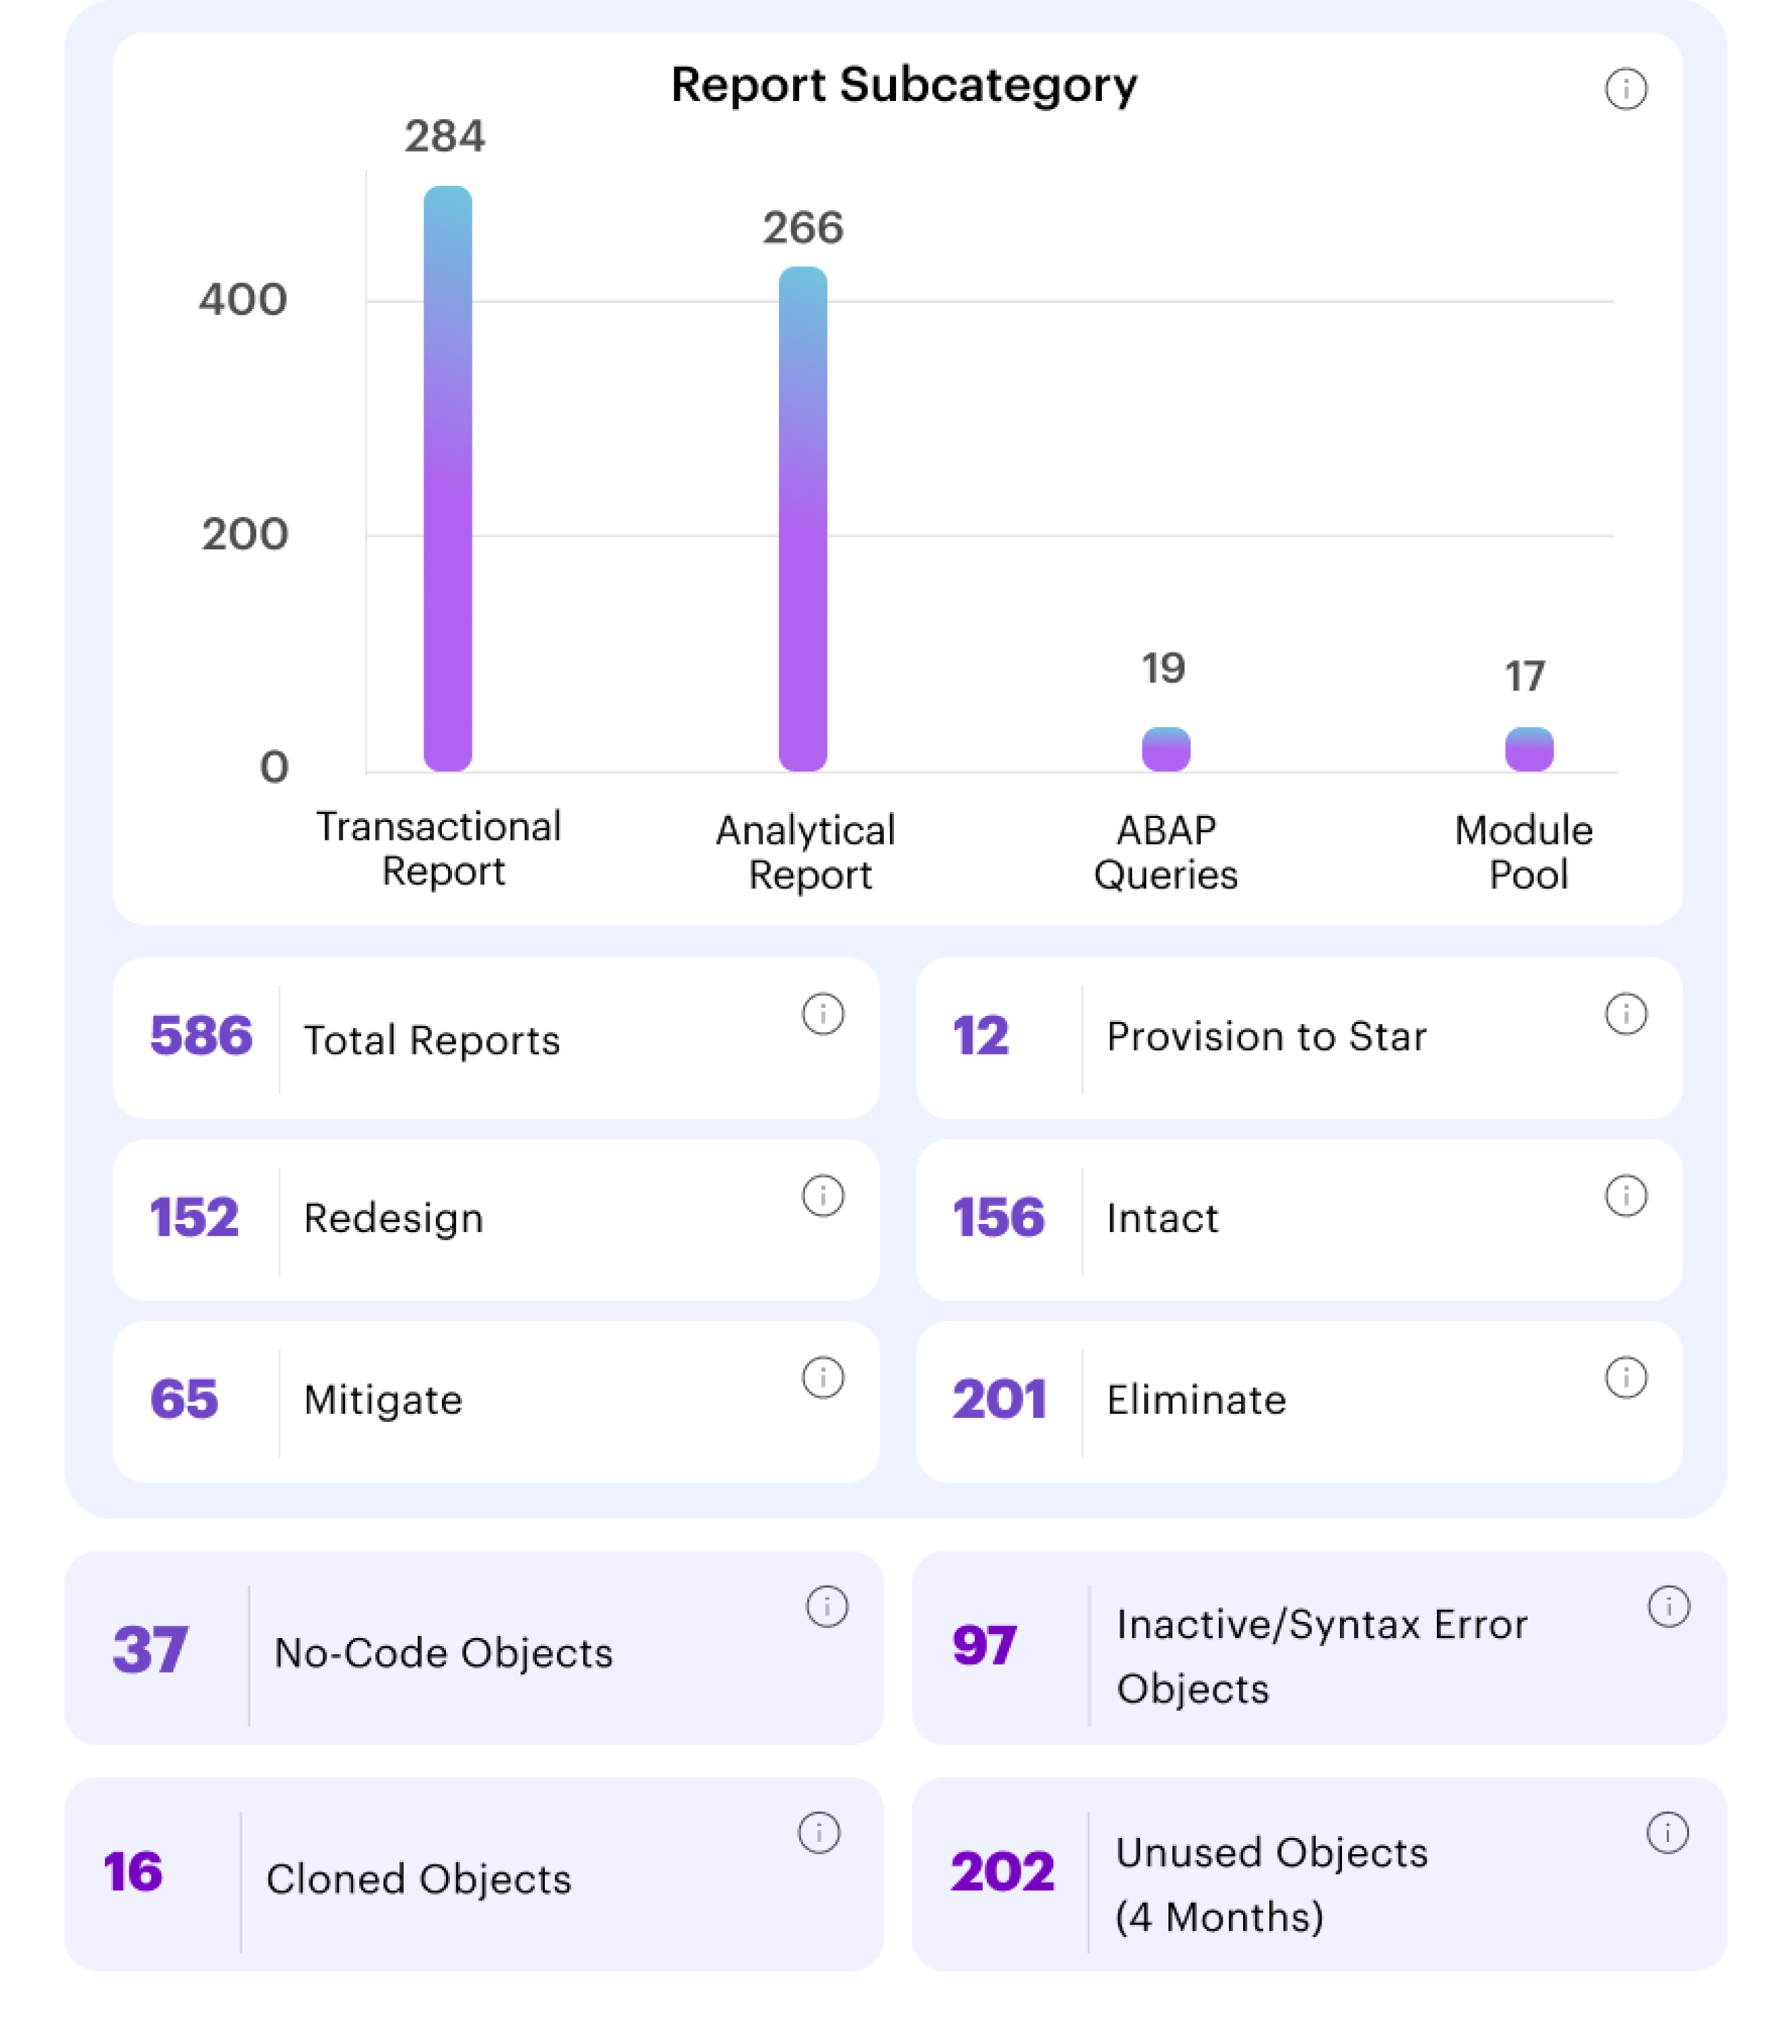 Report Subcategory
284
266
400
200
19
17
0
Transactional
Report
Analytical
Report
ABAP
Queries
Module
Pool
586
Total Reports
12
Provision to Star
152
Redesign
156
Intact
65
Mitigate
201
Eliminate
37
No-Code Objects
97
Inactive/Syntax Error
Objects
16
Cloned Objects
202
Unused Objects
(4 Months)